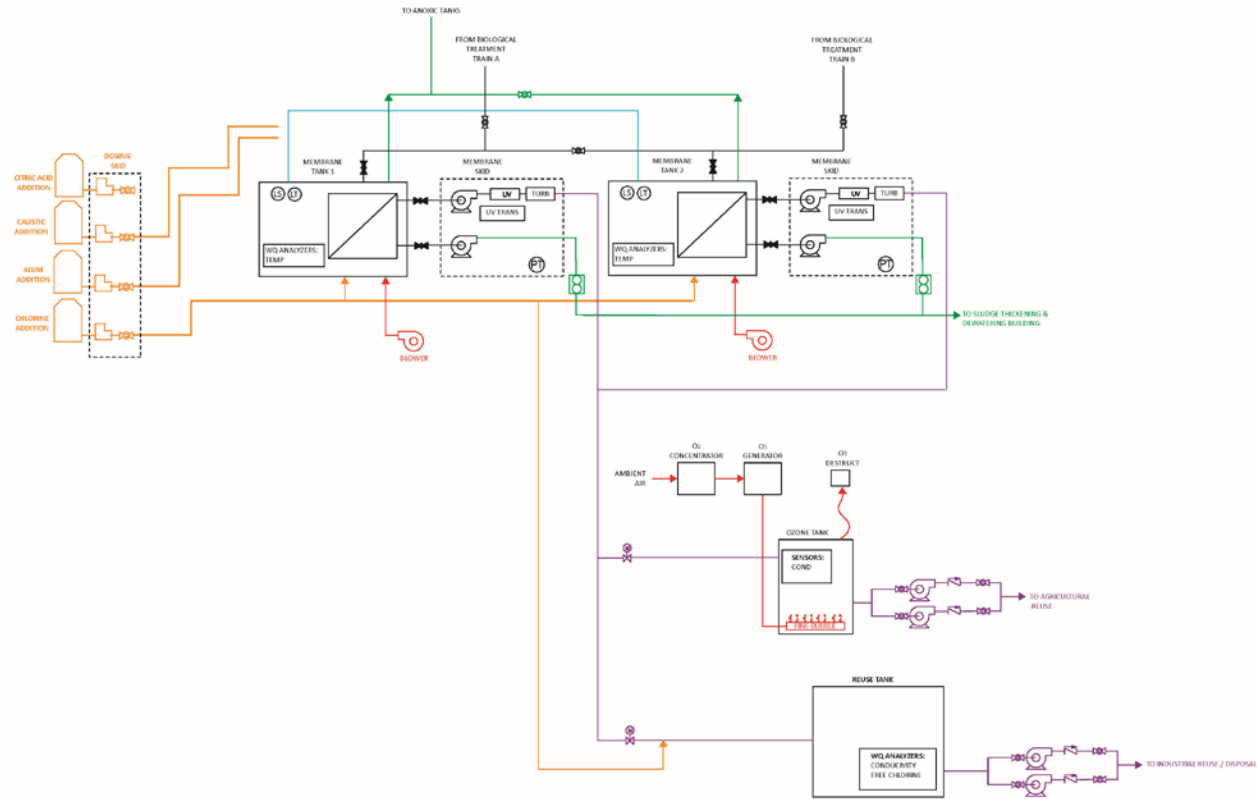 TO ANOXIC TANKS
FROM BIOLOGICAL
TREATMENT
TRAIN A
FROM BIOLOGICAL
TREATMENT
TRAIN B
DOSING
SKID
CITRIC ACID
ADDITION
CAUSTIC
ADDITION
ALUM
ADDITION
CHLORINE
ADDITION
MEMBRANE
TANK 1
LS
LT
WQ ANALYZERS:
TEMP
MEMBRANE
SKID
UV
TURB
UV TRANS
PT
MEMBRANE
TANK 2
LS
LT
WQ ANALYZERS:
TEMP
MEMBRANE
SKID
UV
TURB
UV TRANS
PT
BLOWER
BLOWER
TO SLUDGE THICKENING &
DEWATERING BUILDING
AMBIENT
AIR
O2
CONCENTRATOR
O3
GENERATOR
O3
DESTRUCT
OZONE TANK
SENSORS:
COND
FINE BUBBLE
TO AGRICULTURAL
REUSE
M
REUSE TANK
WQ ANALYZERS:
CONDUCIVITY
FREE CHLORINE
M
TO INDUSTRIAL REUSE / DISPOSAL